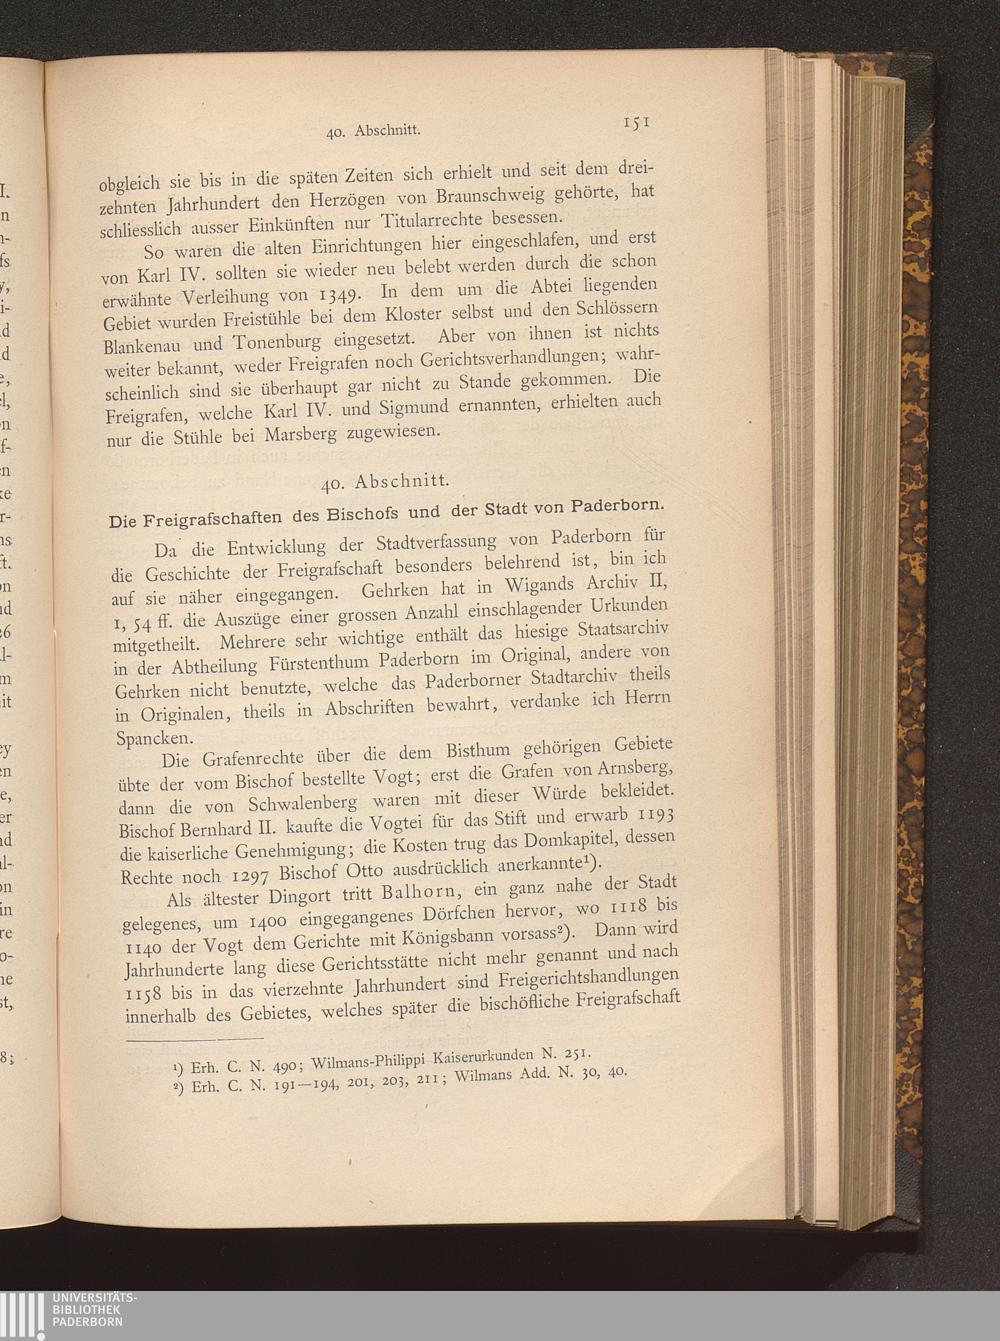 40. Abschnitt. 151
obgleich sie bis in die späten Zeiten sich erhielt und seit dem drei-
zehnten Jahrhundert den Herzögen von Braunschweig gehörte, hat
schliesslich ausser Einkünften nur Titularrechte besessen.
So waren die alten Einrichtungen hier eingeschlafen, und erst
von Karl IV. sollten sie wieder neu belebt werden durch die schon
erwähnte Verleihung von 1349. In dem um die Abtei liegenden
Gebiet wurden Freistühle bei dem Kloster selbst und den Schlössern
Blankenau und Tonenburg eingesetzt. Aber von ihnen ist nichts
weiter bekannt, weder Freigrafen noch Gerichtsverhandlungen; wahr-
scheinlich sind sie überhaupt gar nicht zu Stande gekommen. Die
Freigrafen, welche Karl IV. und Sigmund ernannten, erhielten auch
nur die Stühle bei Marsberg zugewiesen.
40. Abschnitt.
Die Freigrafschaften des Bischofs und der Stadt von Paderborn.
Da die Entwicklung der Stadtverfassung von Paderborn für
die Geschichte der Freigrafschaft besonders belehrend ist, bin ich
auf sie näher eingegangen. Gehrken hat in Wigands Archiv II,
1, 54 ff. die Auszüge einer grossen Anzahl einschlagender Urkunden
mitgetheilt. Mehrere sehr wichtige enthält das hiesige Staatsarchiv
in der Abtheilung Fürstenthum Paderborn im Original, andere von
Gehrken nicht benutzte, welche das Paderborner Stadtarchiv theils
in Originalen, theils in Abschriften bewahrt, verdanke ich Herrn
Spancken.
Die Grafenrechte über die dem Bisthum gehörigen Gebiete
übte der vom Bischof bestellte Vogt; erst die Grafen von Arnsberg,
dann die von Schwalenberg waren mit dieser Würde bekleidet.
Bischof Bernhard II. kaufte die Vogtei für das Stift und erwarb 1193
die kaiserliche Genehmigung; die Kosten trug das Domkapitel, dessen
Rechte noch 1297 Bischof Otto ausdrücklich anerkannte¹).
Als ältester Dingort tritt Balhorn, ein ganz nahe der Stadt
gelegenes, um 1400 eingegangenes Dörfchen hervor, wo 1118 bis
1140 der Vogt dem Gerichte mit Königsbann vorsass²). Dann wird
Jahrhunderte lang diese Gerichtsstätte nicht mehr genannt und nach
1158 bis in das vierzehnte Jahrhundert sind Freigerichtshandlungen
innerhalb des Gebietes, welches später die bischöfliche Freigrafschaft
¹) Erh. C. N. 490; Wilmans-Philippi Kaiserurkunden N. 251.
²) Erh. C. N. 191—194, 201, 203, 211; Wilmans Add. N. 30, 40.
UNIVERSITÄTS-
BIBLIOTHEK
PADERBORN